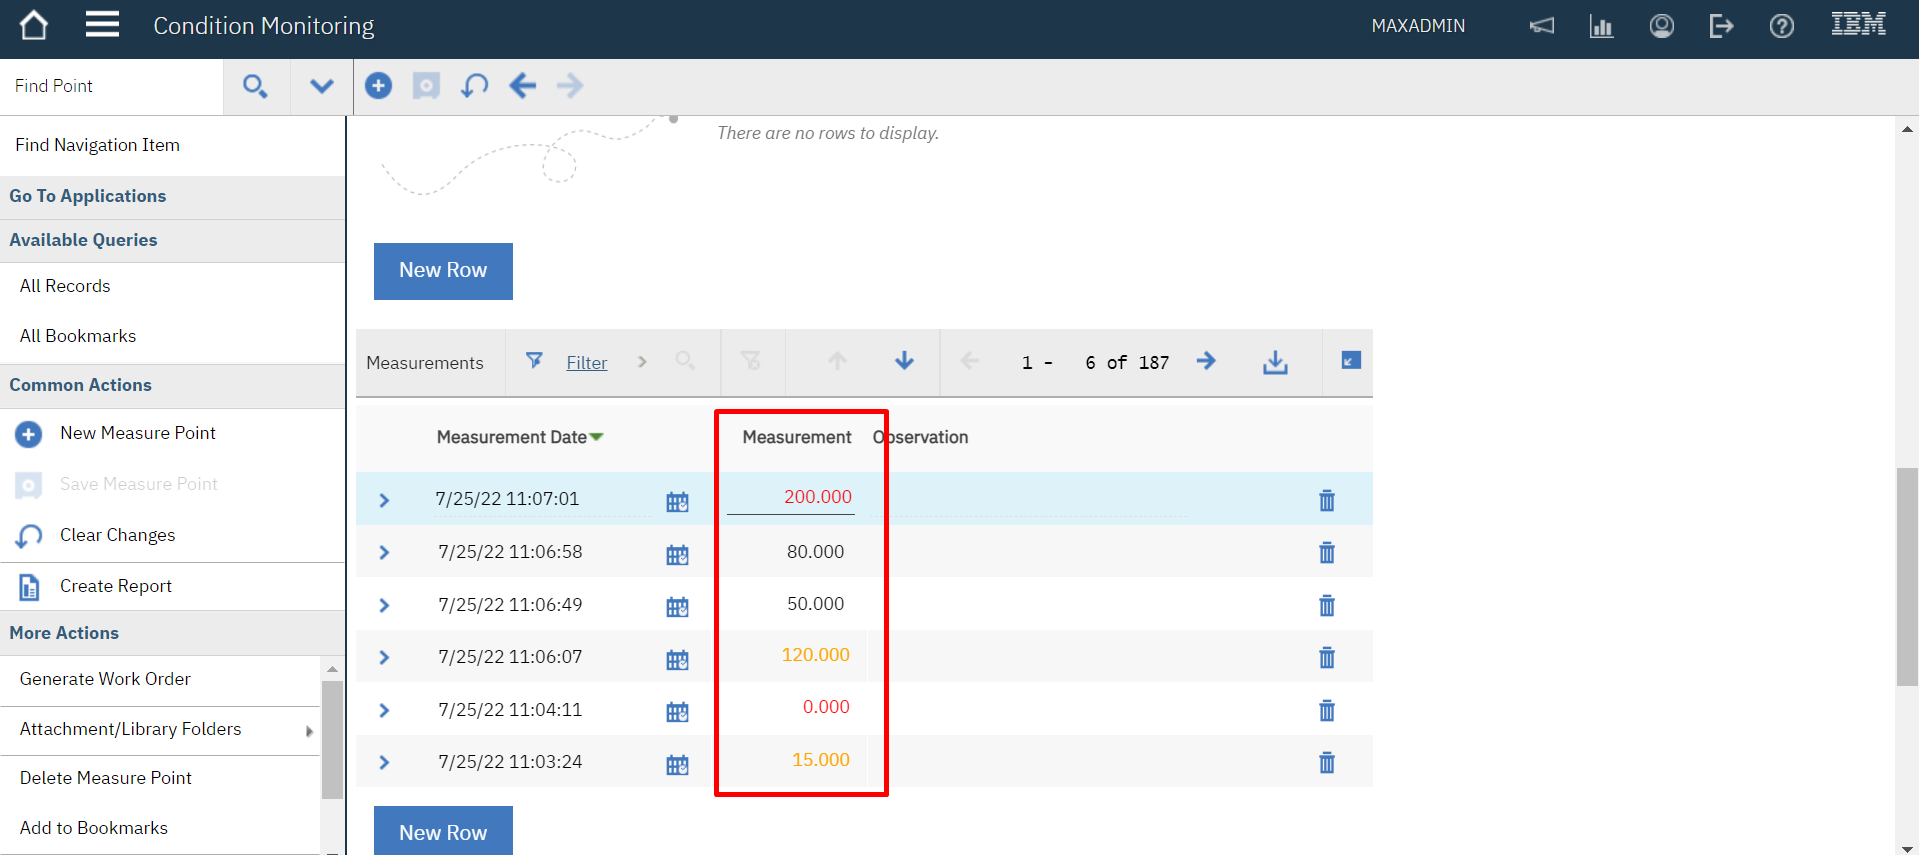 Condition Monitoring
MAXADMIN
IBM
Find Point
Find Navigation Item
Go To Applications
Available Queries
All Records
All Bookmarks
Common Actions
New Measure Point
Save Measure Point
Clear Changes
Create Report
More Actions
Generate Work Order
Attachment/Library Folders
Delete Measure Point
Add to Bookmarks
There are no rows to display.
New Row
Measurements Filter 1 - 6 of 187
Measurement Date Measurement Observation
7/25/22 11:07:01 200.000
7/25/22 11:06:58 80.000
7/25/22 11:06:49 50.000
7/25/22 11:06:07 120.000
7/25/22 11:04:11 0.000
7/25/22 11:03:24 15.000
New Row